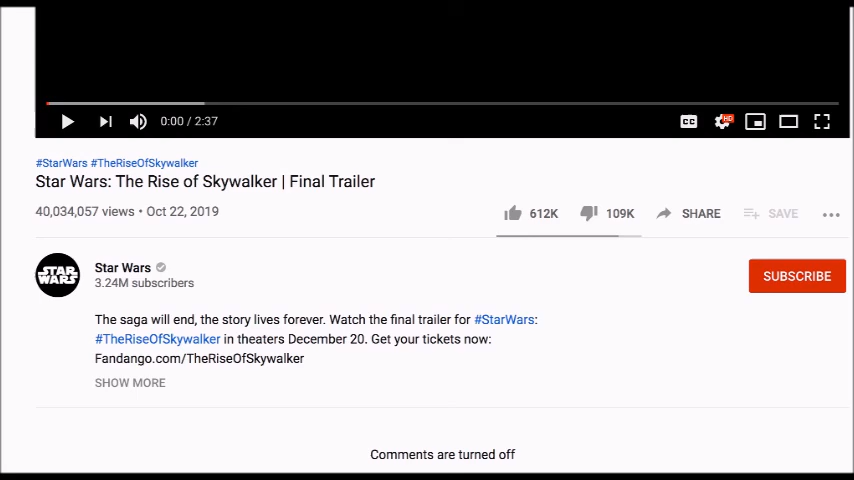 0:00 / 2:37
CC
HD
#StarWars #TheRiseOfSkywalker
Star Wars: The Rise of Skywalker | Final Trailer
40,034,057 views • Oct 22, 2019
612K
109K
SHARE
SAVE
STAR WARS
Star Wars
3.24M subscribers
SUBSCRIBE
The saga will end, the story lives forever. Watch the final trailer for #StarWars:
#TheRiseOfSkywalker in theaters December 20. Get your tickets now:
Fandango.com/TheRiseOfSkywalker
SHOW MORE
Comments are turned off